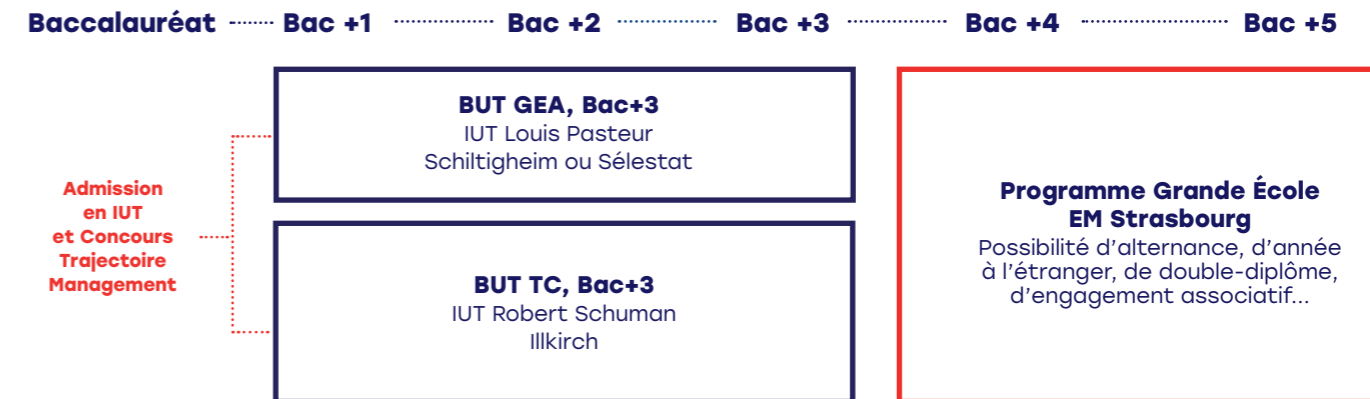 Baccalauréat Bac +1 Bac +2 Bac +3 Bac +4 Bac +5
Admission
en IUT
et Concours
Trajectoire
Management
BUT GEA, Bac+3
IUT Louis Pasteur
Schiltigheim ou Sélestat
BUT TC, Bac+3
IUT Robert Schuman
Illkirch
Programme Grande École
EM Strasbourg
Possibilité d’alternance, d’année
à l’étranger, de double-diplôme,
d’engagement associatif...